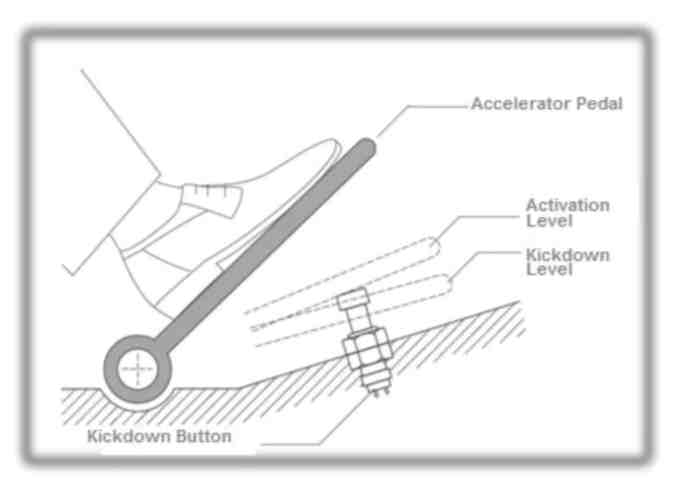 Accelerator Pedal
Activation
Level
Kickdown
Level
Kickdown Button